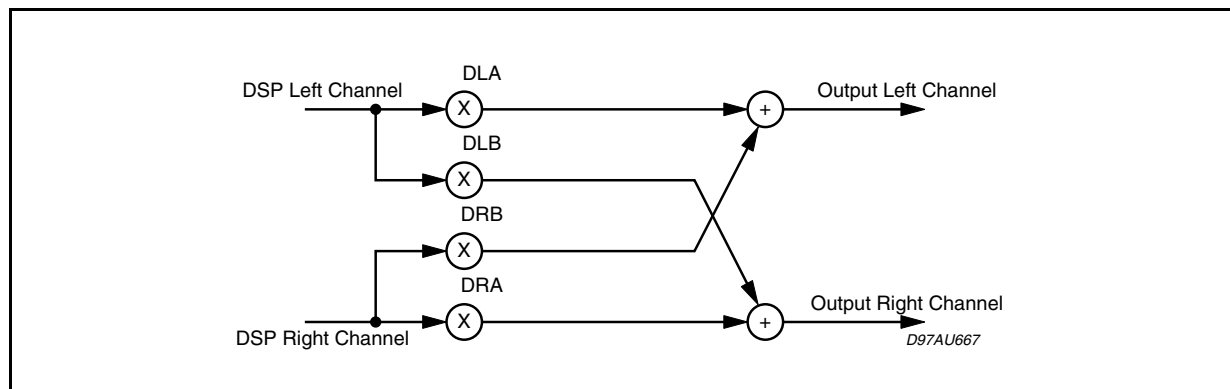 DLA
DSP Left Channel
Output Left Channel
X
+
DLB
X
DRB
X
DRA
Output Right Channel
X
+
DSP Right Channel
D97AU667